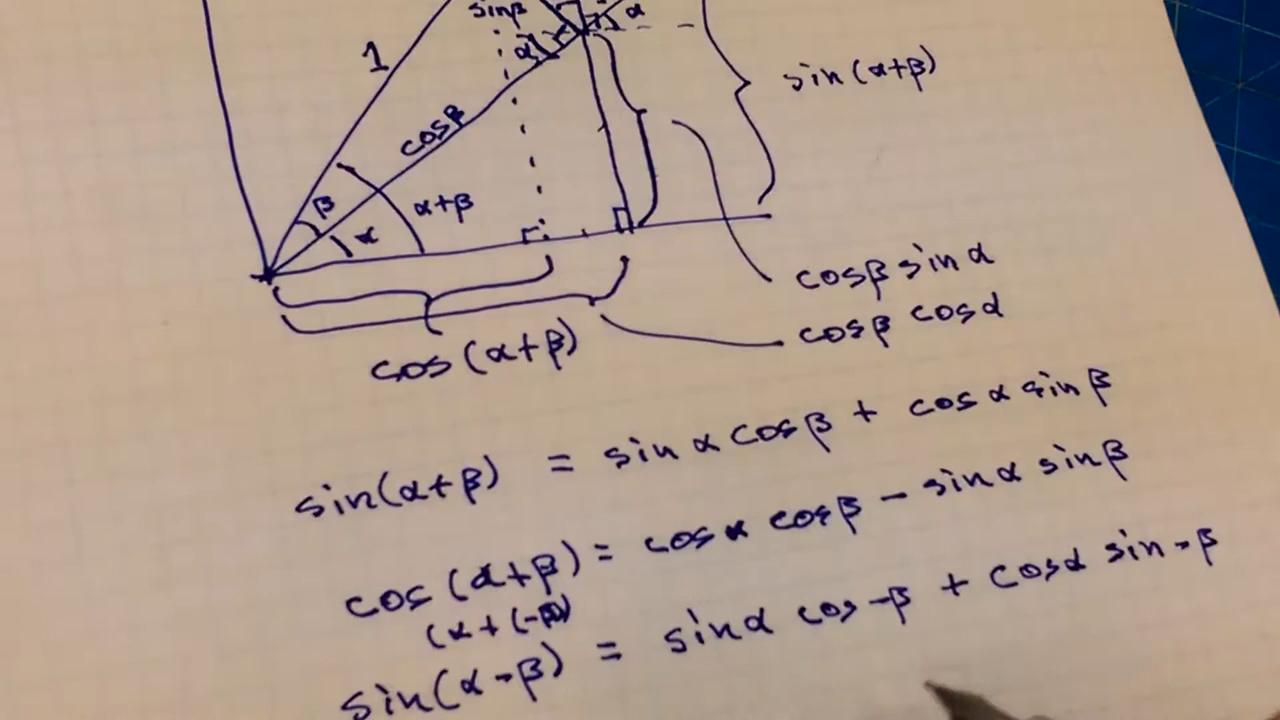 sinβ
α
1
α
sin(α+β)
cosβ
β
α+β
α
cosβ sinα
cosβ cosα
cos(α+β)
sin(α+β) = sinα cosβ + cosα sinβ
cos(α+β) = cosα cosβ - sinα sinβ
(α+(-β)
sin(α-β) = sinα cos-β + cosα sin-β